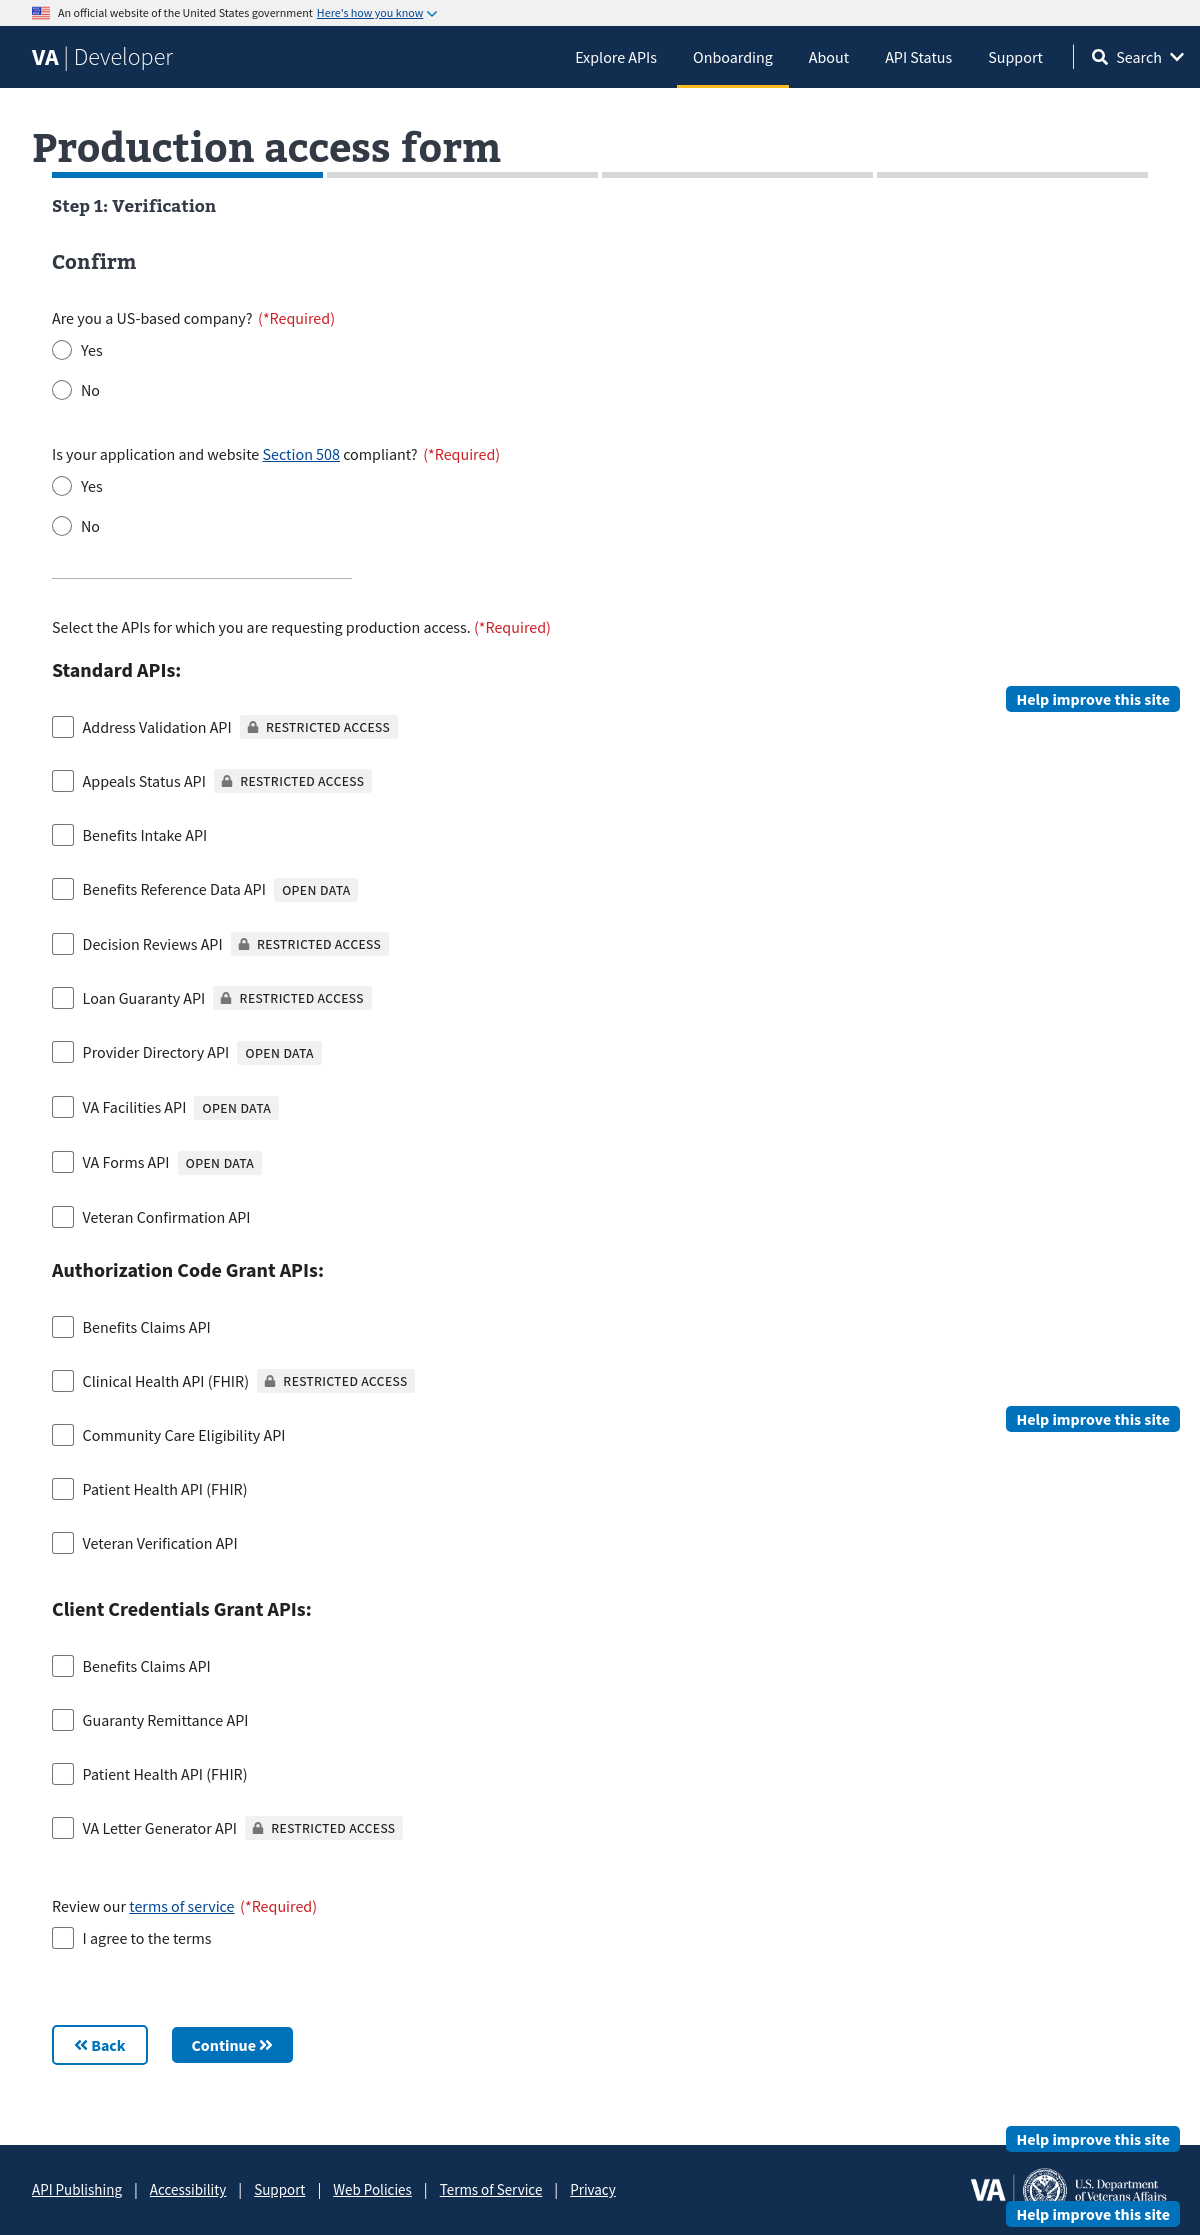 An official website of the United States government Here's how you know
VA | Developer
Explore APIs Onboarding About API Status Support Search
Production access form
Step 1: Verification
Confirm
Are you a US-based company? (*Required)
Yes
No
Is your application and website Section 508 compliant? (*Required)
Yes
No
Select the APIs for which you are requesting production access. (*Required)
Standard APIs:
Help improve this site
Address Validation API RESTRICTED ACCESS
Appeals Status API RESTRICTED ACCESS
Benefits Intake API
Benefits Reference Data API OPEN DATA
Decision Reviews API RESTRICTED ACCESS
Loan Guaranty API RESTRICTED ACCESS
Provider Directory API OPEN DATA
VA Facilities API OPEN DATA
VA Forms API OPEN DATA
Veteran Confirmation API
Authorization Code Grant APIs:
Benefits Claims API
Clinical Health API (FHIR) RESTRICTED ACCESS
Help improve this site
Community Care Eligibility API
Patient Health API (FHIR)
Veteran Verification API
Client Credentials Grant APIs:
Benefits Claims API
Guaranty Remittance API
Patient Health API (FHIR)
VA Letter Generator API RESTRICTED ACCESS
Review our terms of service (*Required)
I agree to the terms
Back Continue
Help improve this site
API Publishing | Accessibility | Support | Web Policies | Terms of Service | Privacy
VA U.S. Department
of Veterans Affairs
Help improve this site